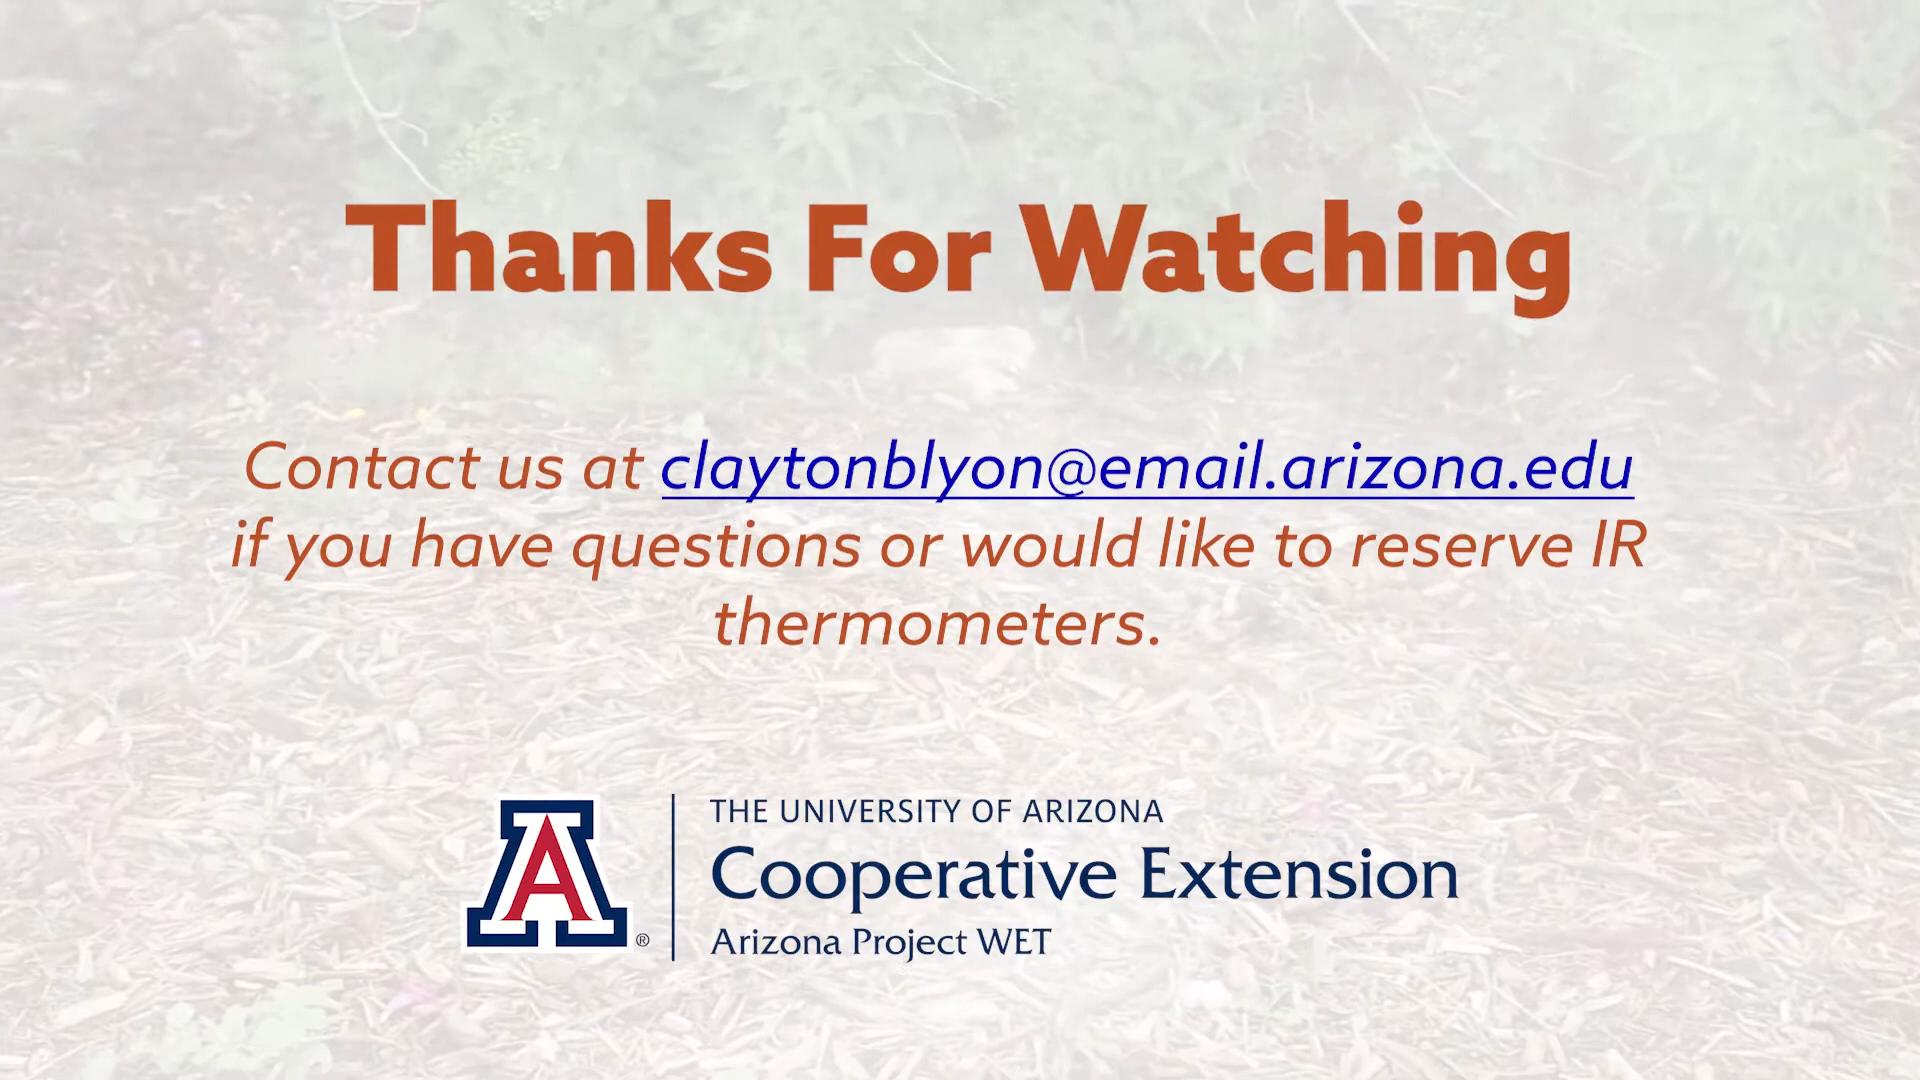 Thanks For Watching
Contact us at claytonblyon@email.arizona.edu
if you have questions or would like to reserve IR
thermometers.
A
®
THE UNIVERSITY OF ARIZONA
Cooperative Extension
Arizona Project WET